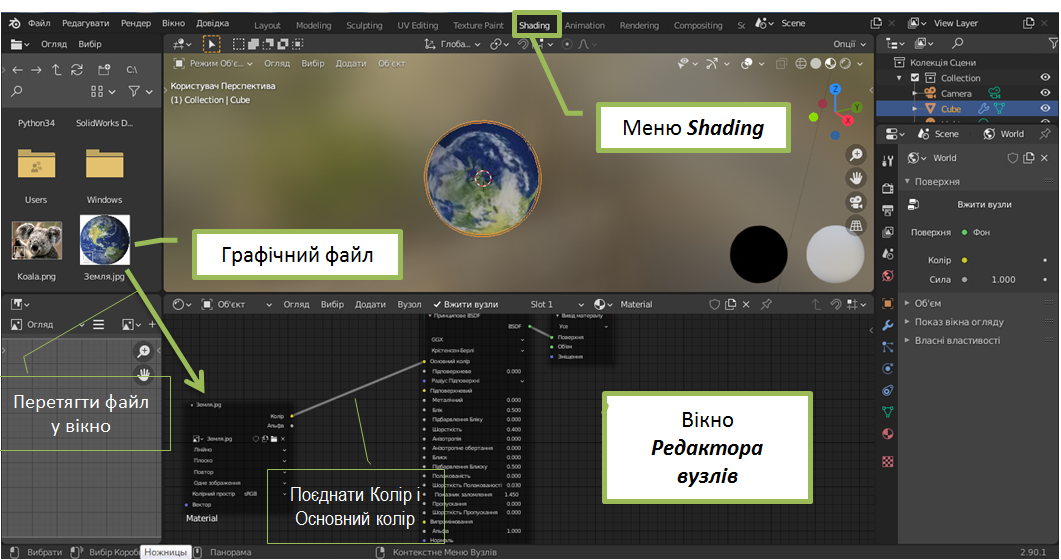 Файл Редагувати Рендер Вікно Довідка
Layout Modeling Sculpting UV Editing Texture Paint Shading Animation Rendering Compositing Sc
Scene
View Layer
Огляд Вибір
Глоба...
Опції
Режим Об'є...
Огляд Вибір Додати Об'єкт
C:\
Користувач Перспектива
(1) Collection | Cube
Python34
SolidWorks D...
Users
Windows
Koala.png
Земля.jpg
X
Y
Z
Меню Shading
Графічний файл
Колекція Сцени
Collection
Camera
Cube
Scene
World
World
Поверхня
Вжити вузли
Поверхня
Фон
Колір
Сила
1.000
Об'єм
Показ вікна огляду
Власні властивості
Об'єкт
Огляд Вибір Додати Вузол
Вжити вузли
Slot 1
Material
Огляд
Перетягти файл
у вікно
Земля.jpg
Колір
Альфа
Земля.jpg
Лінійно
Плоско
Повтор
Одне зображення
Колірний простір sRGB
Вектор
Material
Поєднати Колір і
Основний колір
Принципове BSDF
BSDF
GGX
Крістенсен-Берлі
Основний колір
Підповерхневе 0.000
Радіус Підповерхні
Підповерхневий
Металічний 0.000
Блік 0.500
Підбарвлення Бліку 0.000
Шорсткість 0.400
Анізотропія 0.000
Анізотропне обертання 0.000
Блиск 0.000
Підбарвлення Блиску 0.500
Полакованість 0.000
Шорсткість Полакованості 0.030
Показник заломлення 1.450
Пропускання 0.000
Шорсткість Пропускання 0.000
Випромінювання
Альфа 1.000
Нормаль
Вивід матеріалу
Усе
Поверхня
Об'єм
Зміщення
Вікно
Редактора
вузлів
Вибрати
Вибір Короб
Ножницы
Панорама
Контекстне Меню Вузлів
2.90.1